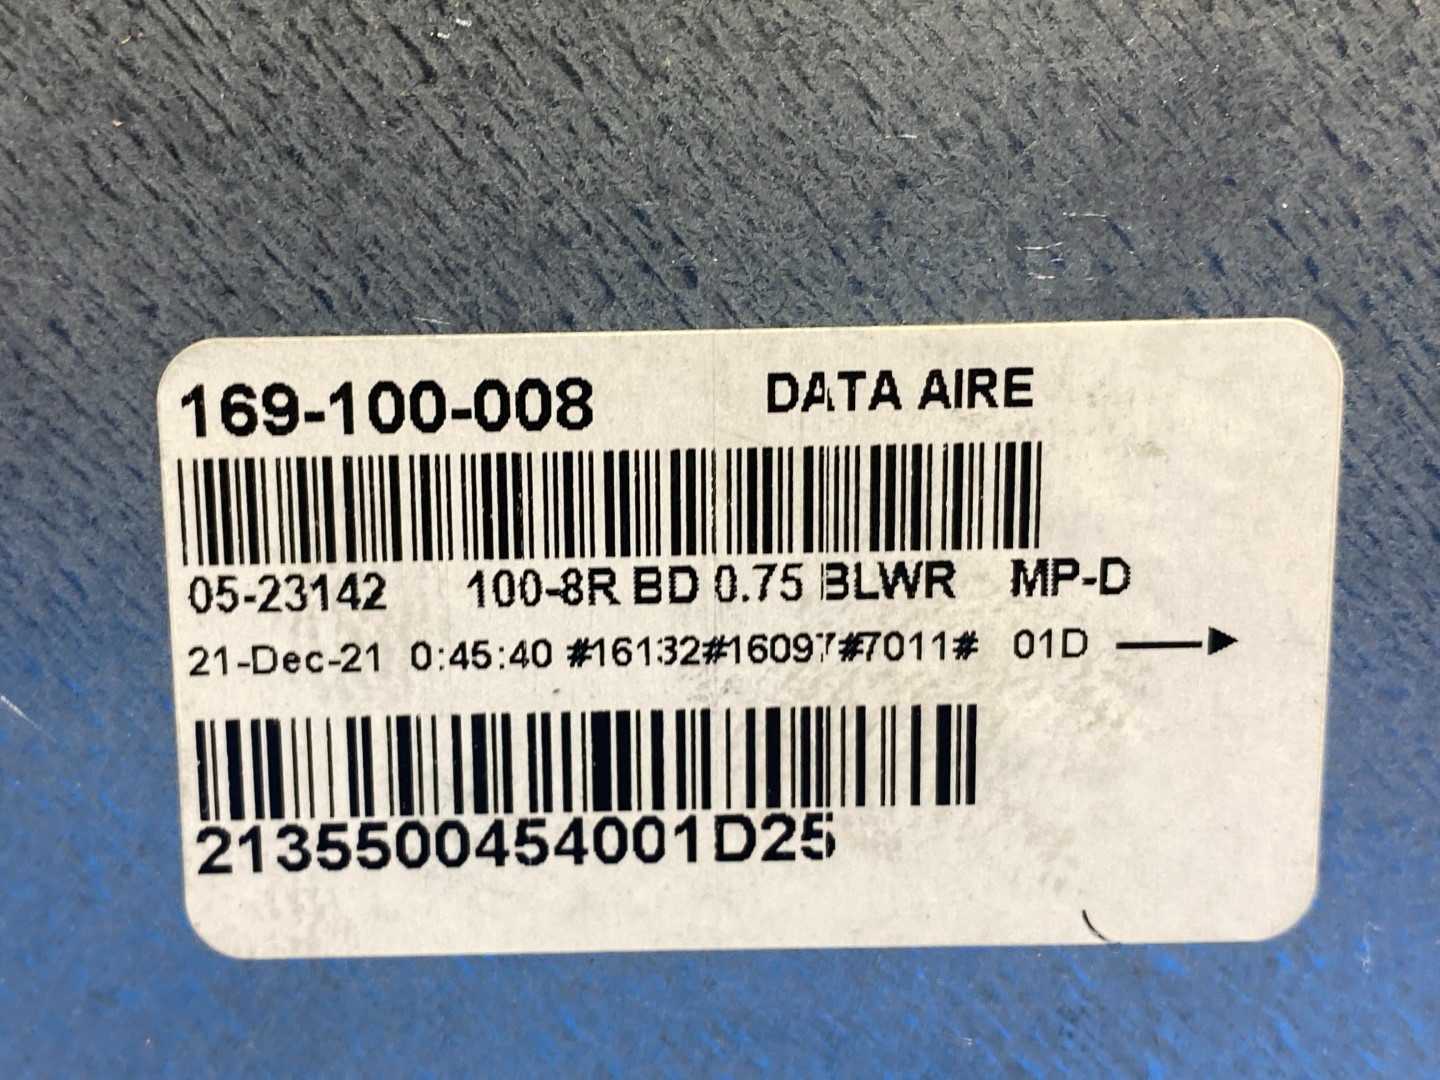 169-100-008 DATA AIRE
05-23142 100-8R BD 0.75 BLWR MP-D
21-Dec-21 0:45:40 #16132#16097#7011# 01D
2135500454001D25